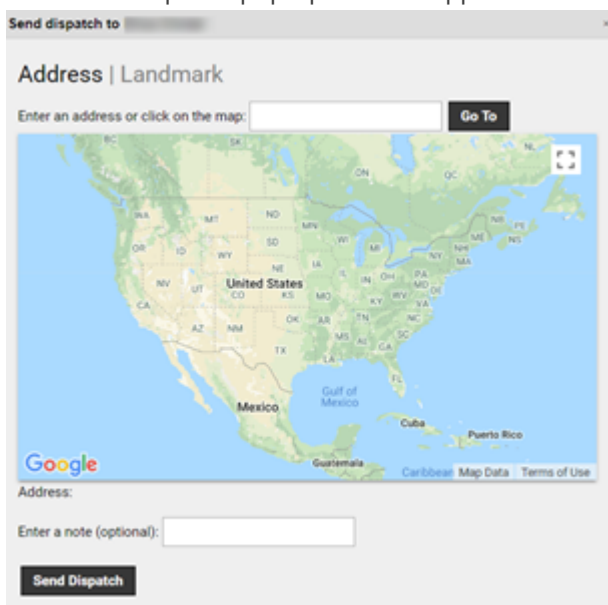 Send dispatch to
Address | Landmark
Enter an address or click on the map:
Go To
BC
SK
NL
ON
QC
WA
MT
ND
MN
NB
PE
OR
ID
SD
WI
MI
ME
NS
WY
NY
NH
MA
NV
UT
NE
IA
IL
IN
OH
PA
MD
DE
United States
CO
KS
MO
KY
WV
VA
CA
AZ
NM
OK
AR
TN
NC
SC
MS
AL
GA
TX
LA
FL
Gulf of
Mexico
Mexico
Cuba
Puerto Rico
Guatemala
Google
Caribbean
Map Data
Terms of Use
Address:
Enter a note (optional):
Send Dispatch